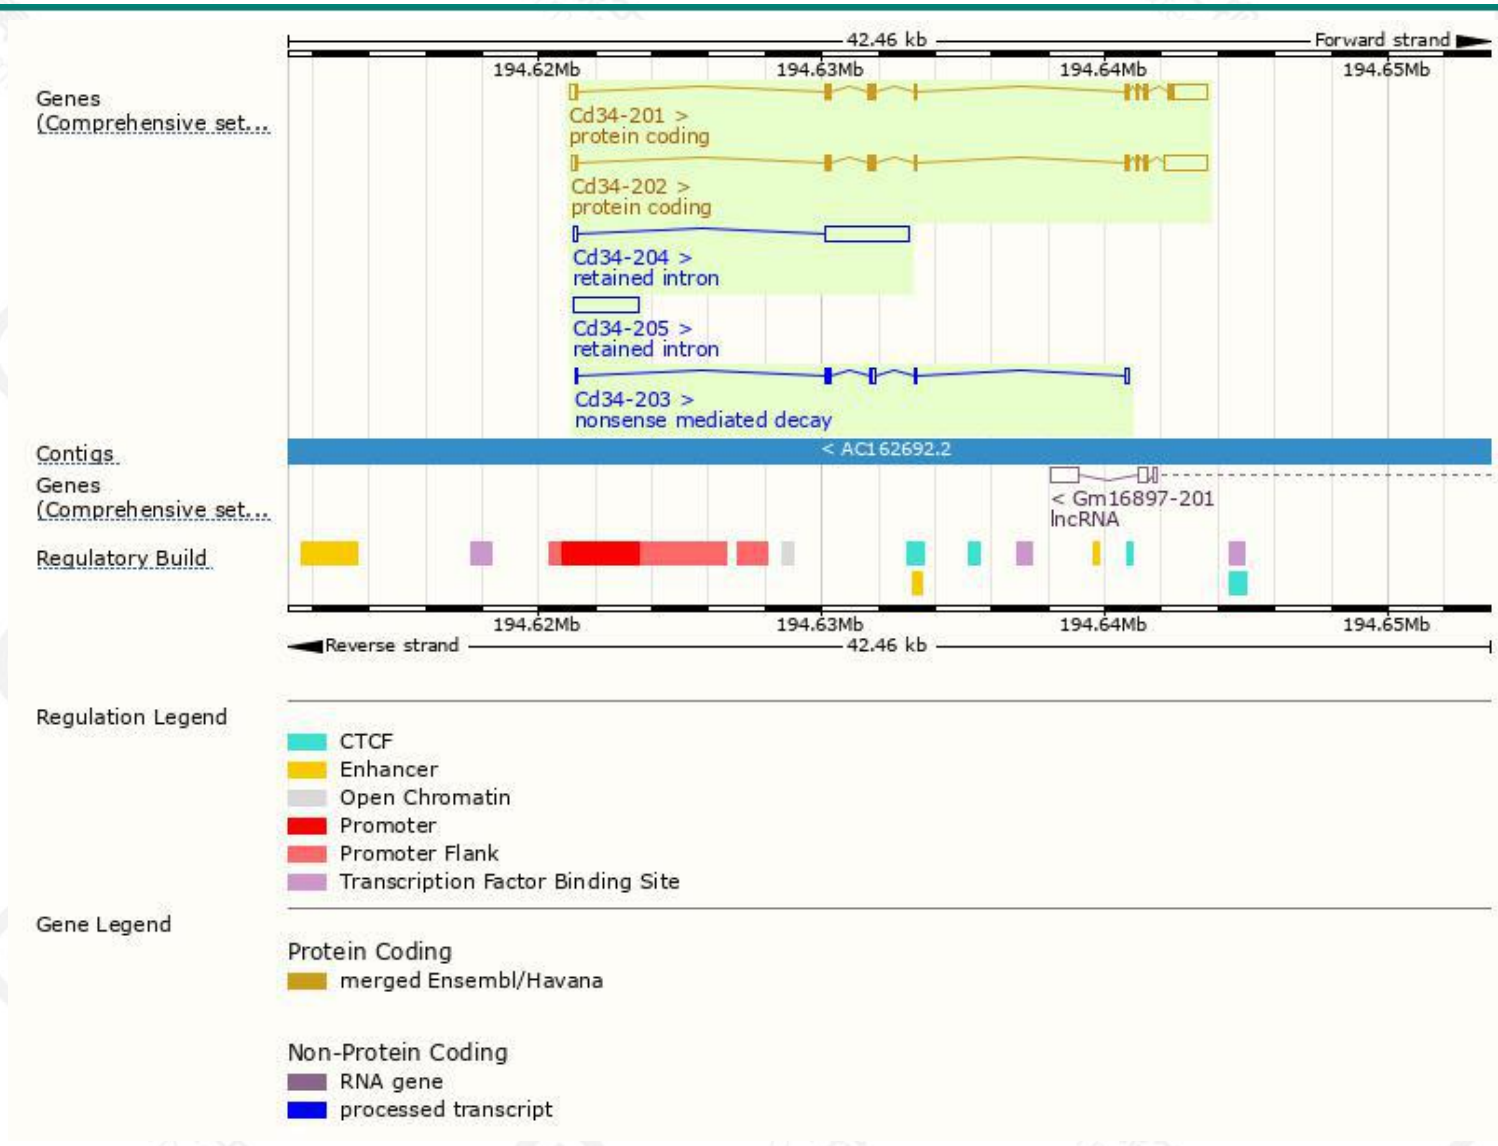 42.46 kb Forward strand
194.62Mb 194.63Mb 194.64Mb 194.65Mb
Genes
(Comprehensive set...
Cd34-201 >
protein coding
Cd34-202 >
protein coding
Cd34-204 >
retained intron
Cd34-205 >
retained intron
Cd34-203 >
nonsense mediated decay
Contigs
< AC162692.2
Genes
(Comprehensive set...
< Gm16897-201
lncRNA
Regulatory Build
194.62Mb 194.63Mb 194.64Mb 194.65Mb
Reverse strand 42.46 kb
Regulation Legend
CTCF
Enhancer
Open Chromatin
Promoter
Promoter Flank
Transcription Factor Binding Site
Gene Legend
Protein Coding
merged Ensembl/Havana
Non-Protein Coding
RNA gene
processed transcript